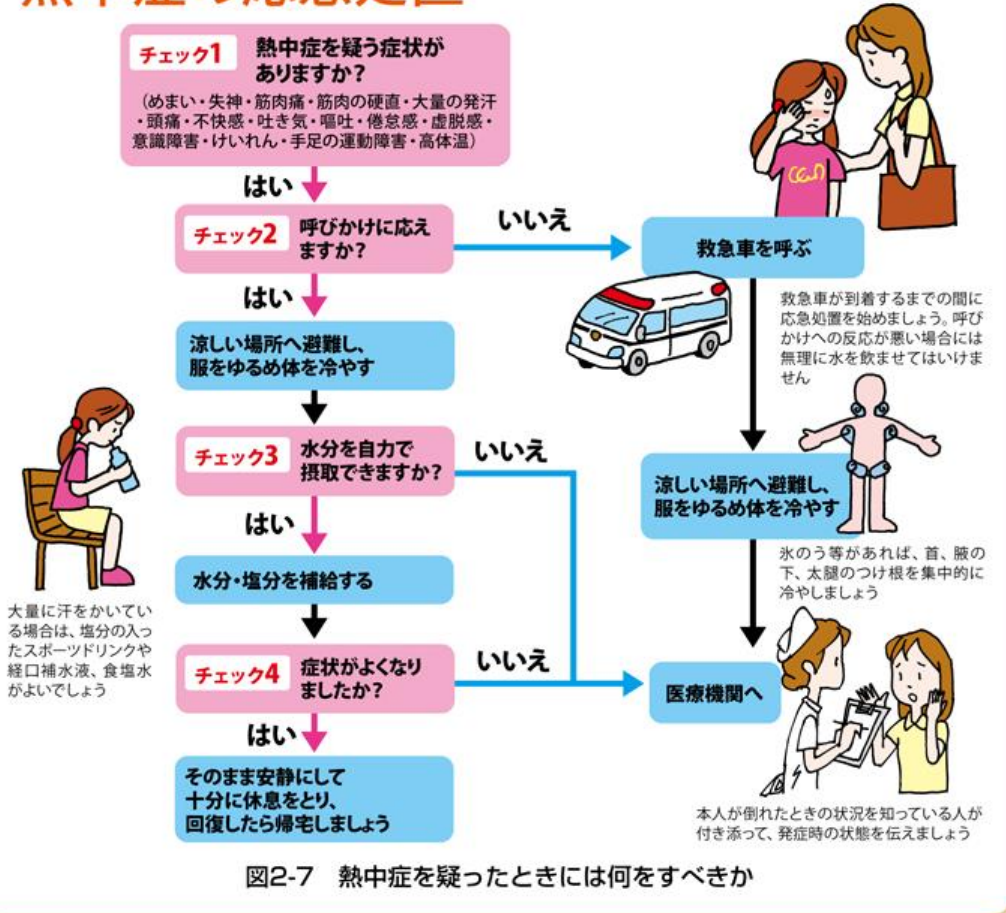 熱中症の応急処置
チェック1
熱中症を疑う症状が
ありますか？
（めまい・失神・筋肉痛・筋肉の硬直・大量の発汗
・頭痛・不快感・吐き気・嘔吐・倦怠感・虚脱感・
意識障害・けいれん・手足の運動障害・高体温）
はい
チェック2
呼びかけに応え
ますか？
いいえ
救急車を呼ぶ
はい
救急車が到着するまでの間に
応急処置を始めましょう。呼び
かけへの反応が悪い場合には
無理に水を飲ませてはいけま
せん
涼しい場所へ避難し、
服をゆるめ体を冷やす
チェック3
水分を自力で
摂取できますか？
いいえ
涼しい場所へ避難し、
服をゆるめ体を冷やす
はい
氷のう等があれば、首、腋の
下、太腿のつけ根を集中的に
冷やしましょう
水分・塩分を補給する
大量に汗をかいてい
る場合は、塩分の入っ
たスポーツドリンクや
経口補水液、食塩水
がよいでしょう
チェック4
症状がよくなり
ましたか？
いいえ
医療機関へ
はい
そのまま安静にして
十分に休息をとり、
回復したら帰宅しましょう
本人が倒れたときの状況を知っている人が
付き添って、発症時の状態を伝えましょう
図2-7 熱中症を疑ったときには何をすべきか